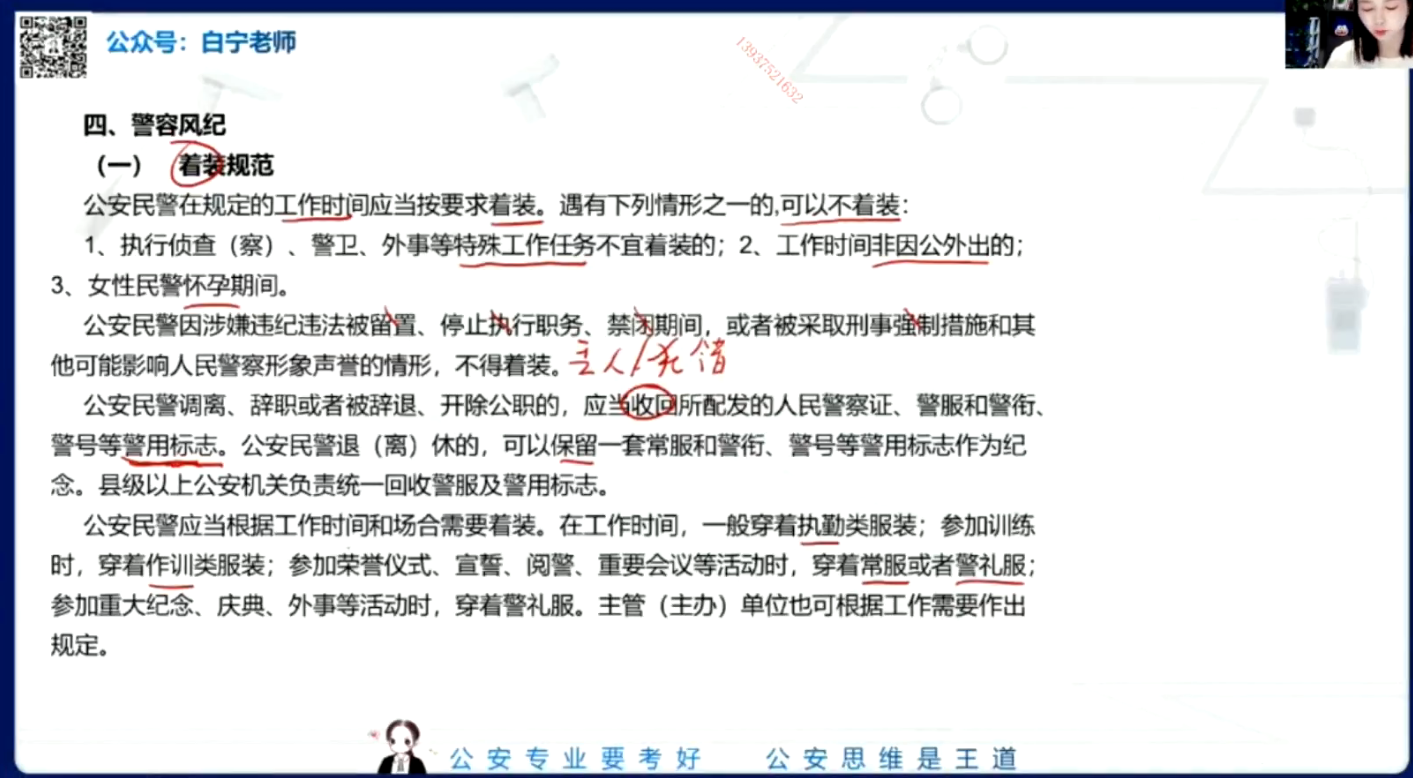 公众号：白宁老师
13937521632
四、警容风纪
（一） 着装规范
公安民警在规定的工作时间应当按要求着装。遇有下列情形之一的,可以不着装：
1、执行侦查（察）、警卫、外事等特殊工作任务不宜着装的；2、工作时间非因公外出的；
3、女性民警怀孕期间。
公安民警因涉嫌违纪违法被留置、停止执行职务、禁闭期间，或者被采取刑事强制措施和其
他可能影响人民警察形象声誉的情形，不得着装。
公安民警调离、辞职或者被辞退、开除公职的，应当收回所配发的人民警察证、警服和警衔、
警号等警用标志。公安民警退（离）休的，可以保留一套常服和警衔、警号等警用标志作为纪
念。县级以上公安机关负责统一回收警服及警用标志。
公安民警应当根据工作时间和场合需要着装。在工作时间，一般穿着执勤类服装；参加训练
时，穿着作训类服装；参加荣誉仪式、宣誓、阅警、重要会议等活动时，穿着常服或者警礼服；
参加重大纪念、庆典、外事等活动时，穿着警礼服。主管（主办）单位也可根据工作需要作出
规定。
公安专业要考好 公安思维是王道